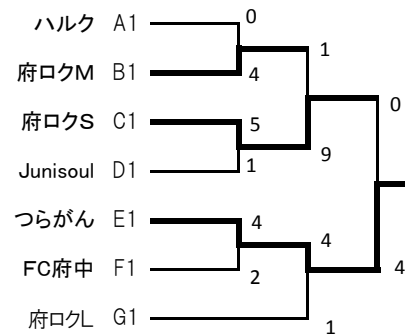 ハルク A1 0
1
府ロクM B1 4
0
府ロクS C1 5
9
Junisoul D1 1
つらがん E1 4
4
4
FC府中 F1 2
府ロクL G1 1